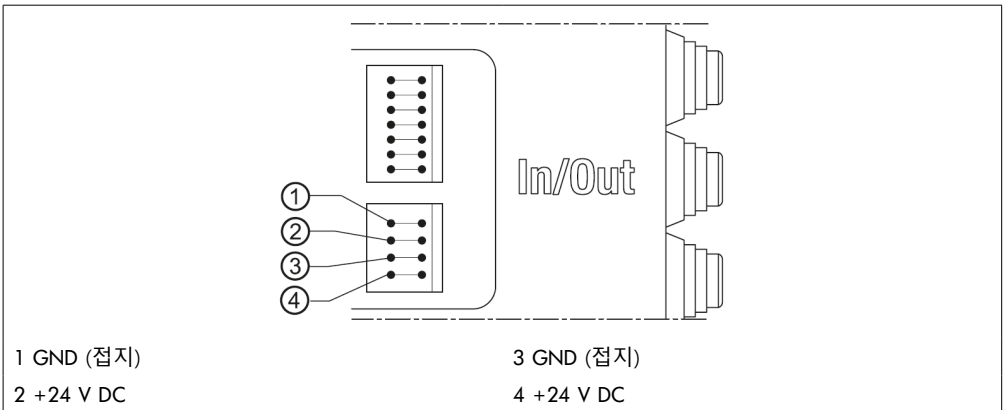 In/Out
1
2
3
4
1 GND (접지)
3 GND (접지)
2 +24 V DC
4 +24 V DC